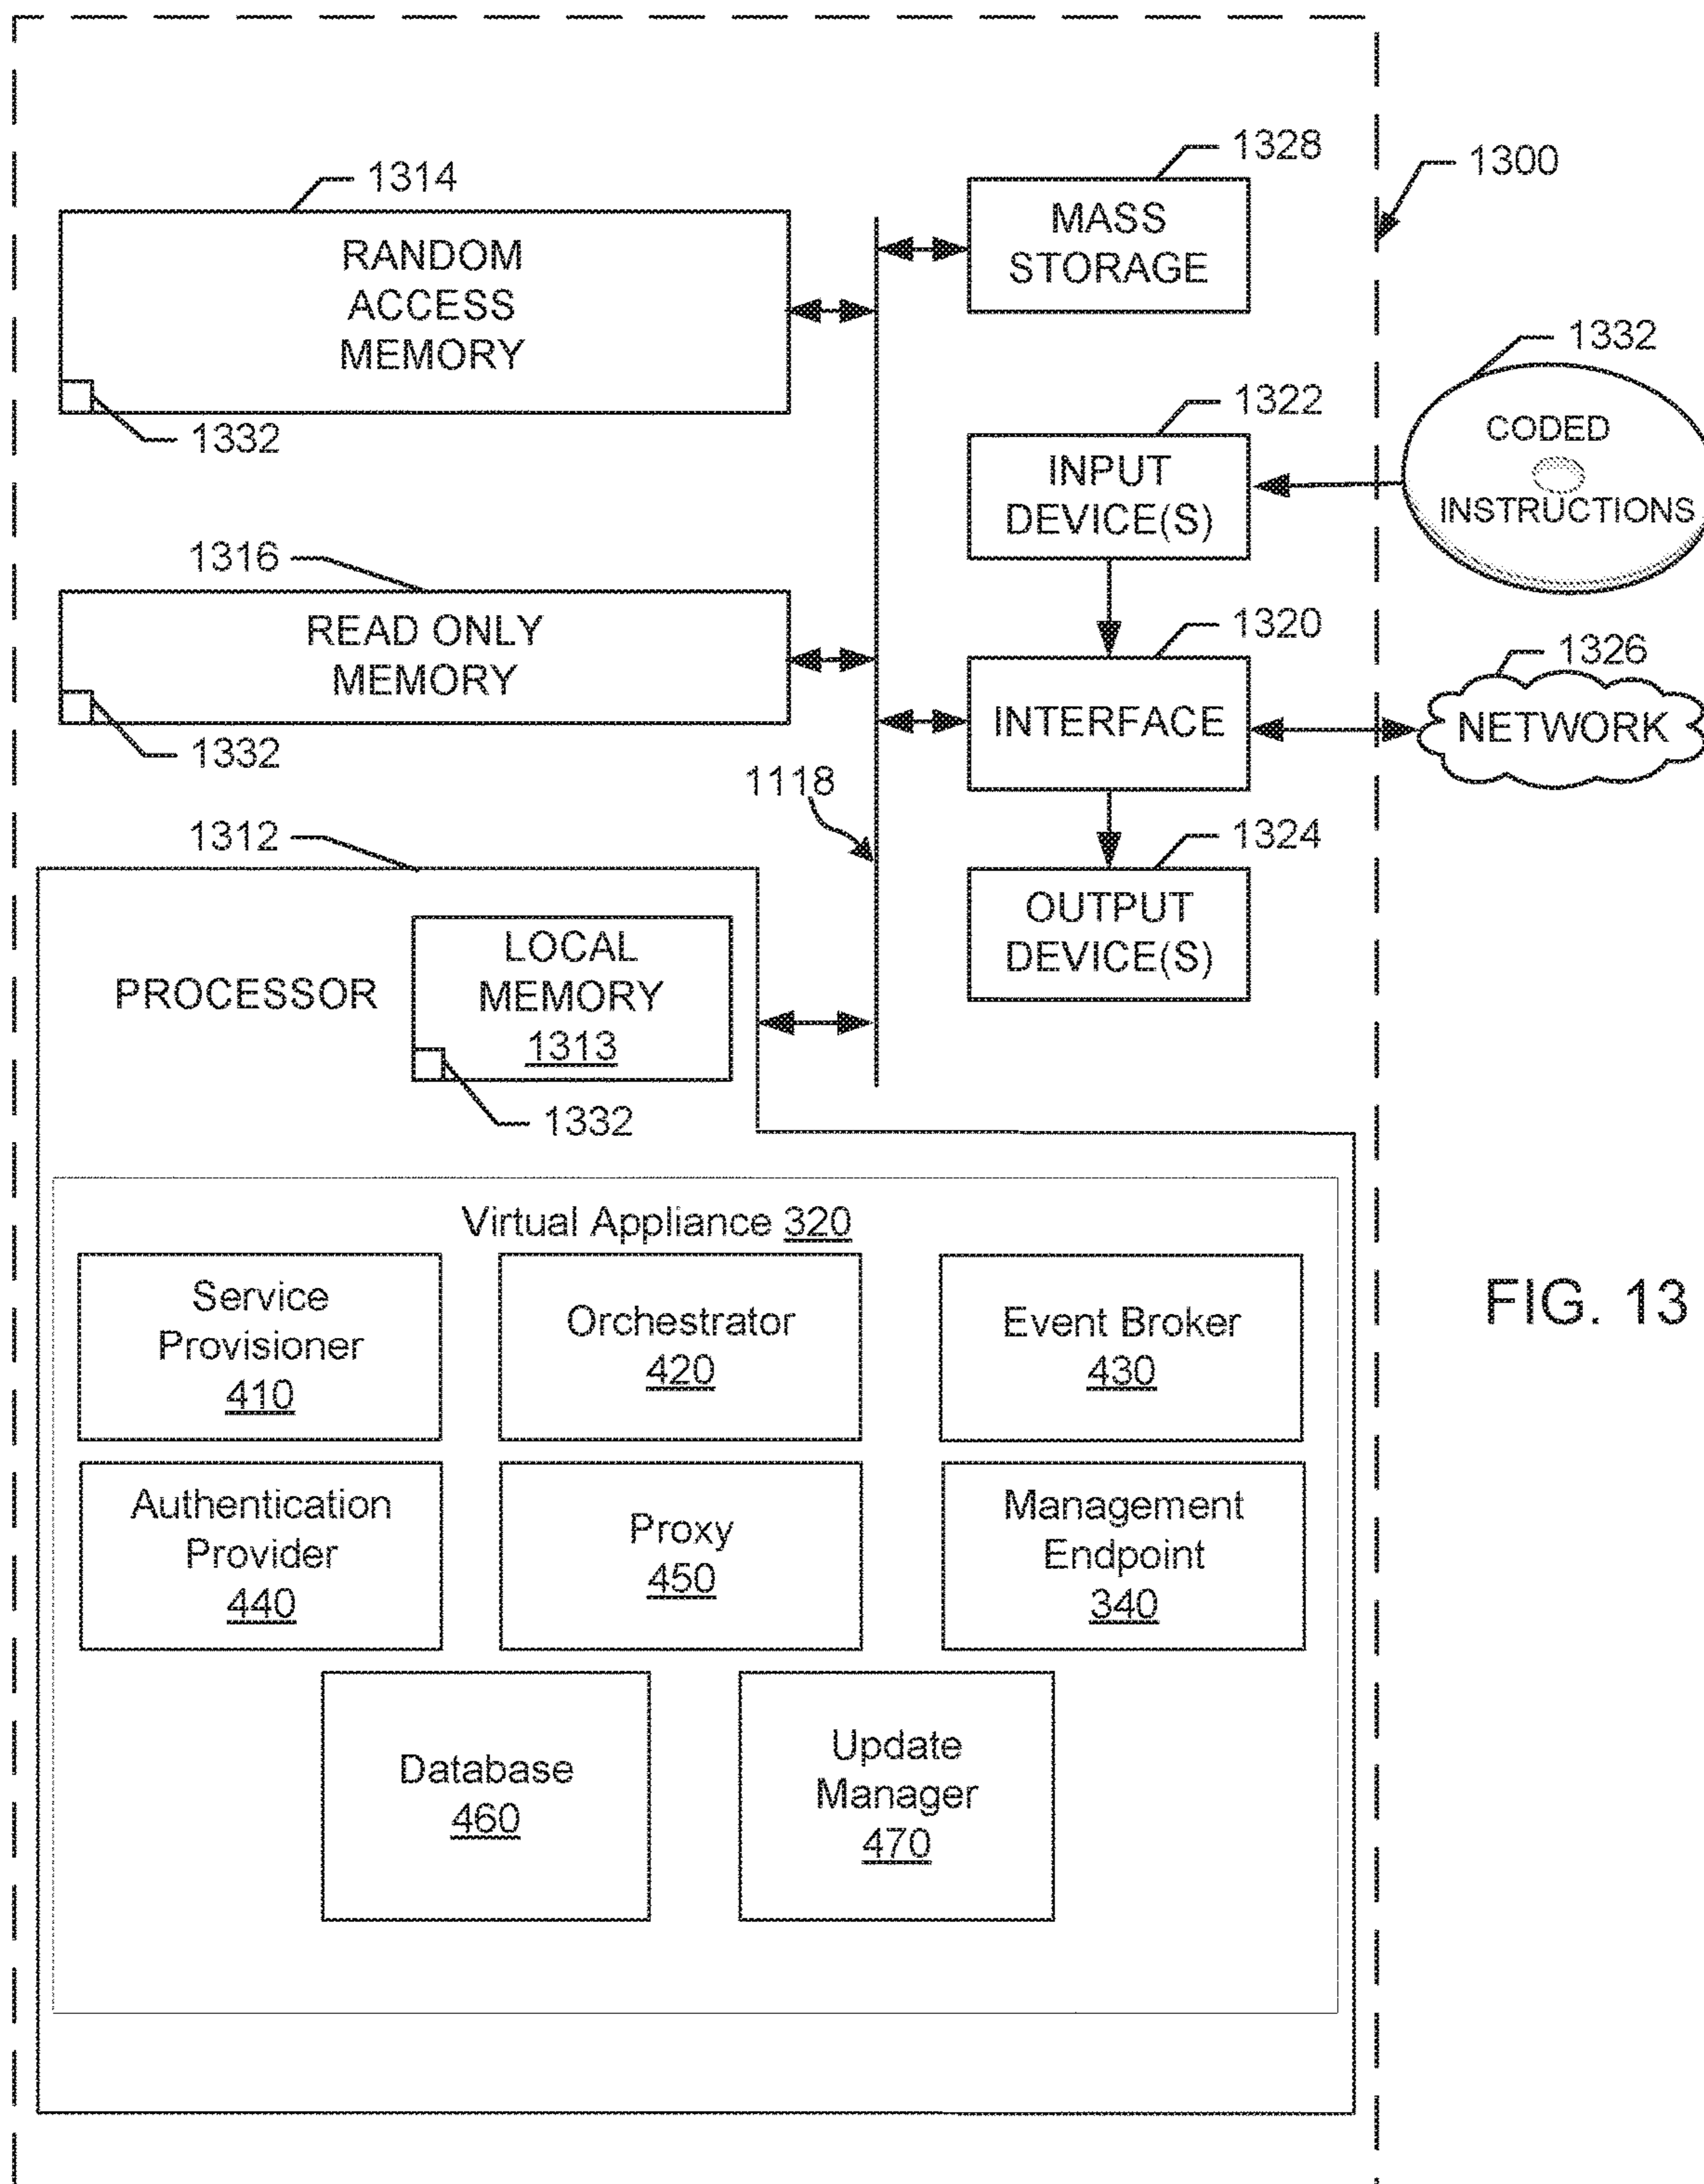 1328
1300
1314
MASS
STORAGE
RANDOM
ACCESS
MEMORY
1332
1322
1332
CODED
INSTRUCTIONS
INPUT
DEVICE(S)
1316
1320
READ ONLY
MEMORY
1326
INTERFACE
NETWORK
1332
1118
1312
1324
OUTPUT
DEVICE(S)
PROCESSOR
LOCAL
MEMORY
1313
1332
Virtual Appliance 320
Service
Provisioner
410
Orchestrator
420
Event Broker
430
FIG. 13
Authentication
Provider
440
Proxy
450
Management
Endpoint
340
Database
460
Update
Manager
470